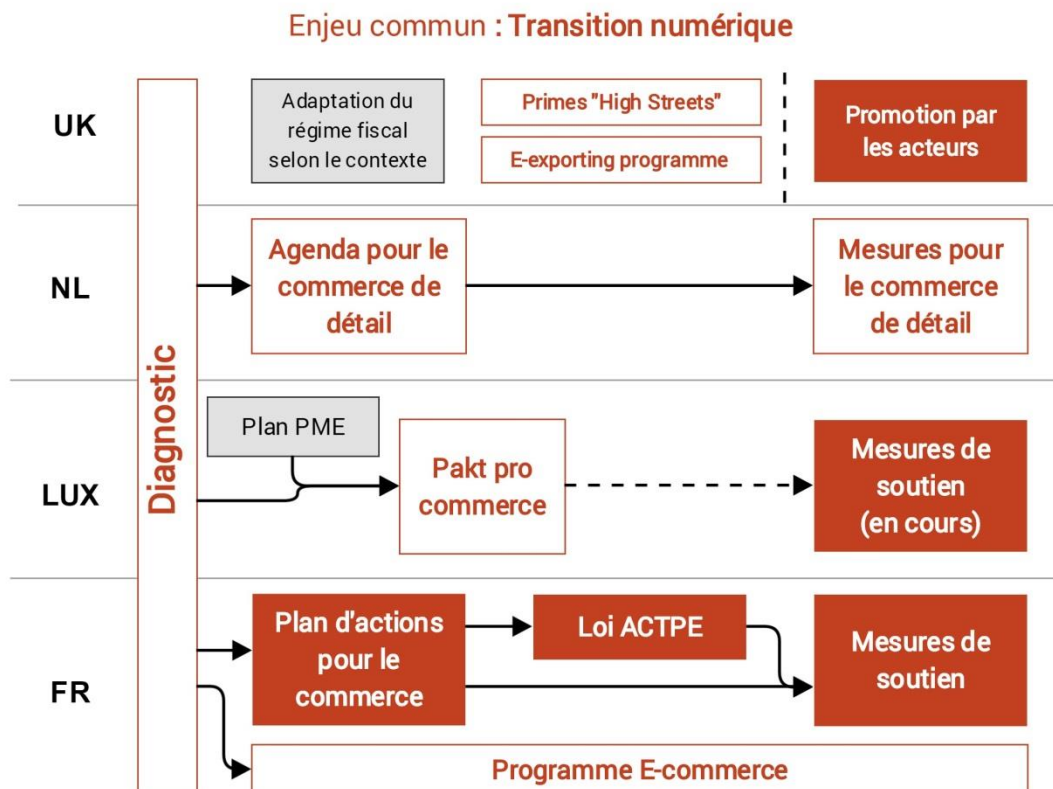 Enjeu commun : Transition numérique
UK
Adaptation du
régime fiscal
selon le contexte
Primes "High Streets"
E-exporting programme
Promotion par
les acteurs
Diagnostic
NL
Agenda pour le
commerce de
détail
Mesures pour
le commerce
de détail
LUX
Plan PME
Pakt pro
commerce
Mesures de
soutien
(en cours)
FR
Plan d'actions
pour le
commerce
Loi ACTPE
Mesures de
soutien
Programme E-commerce